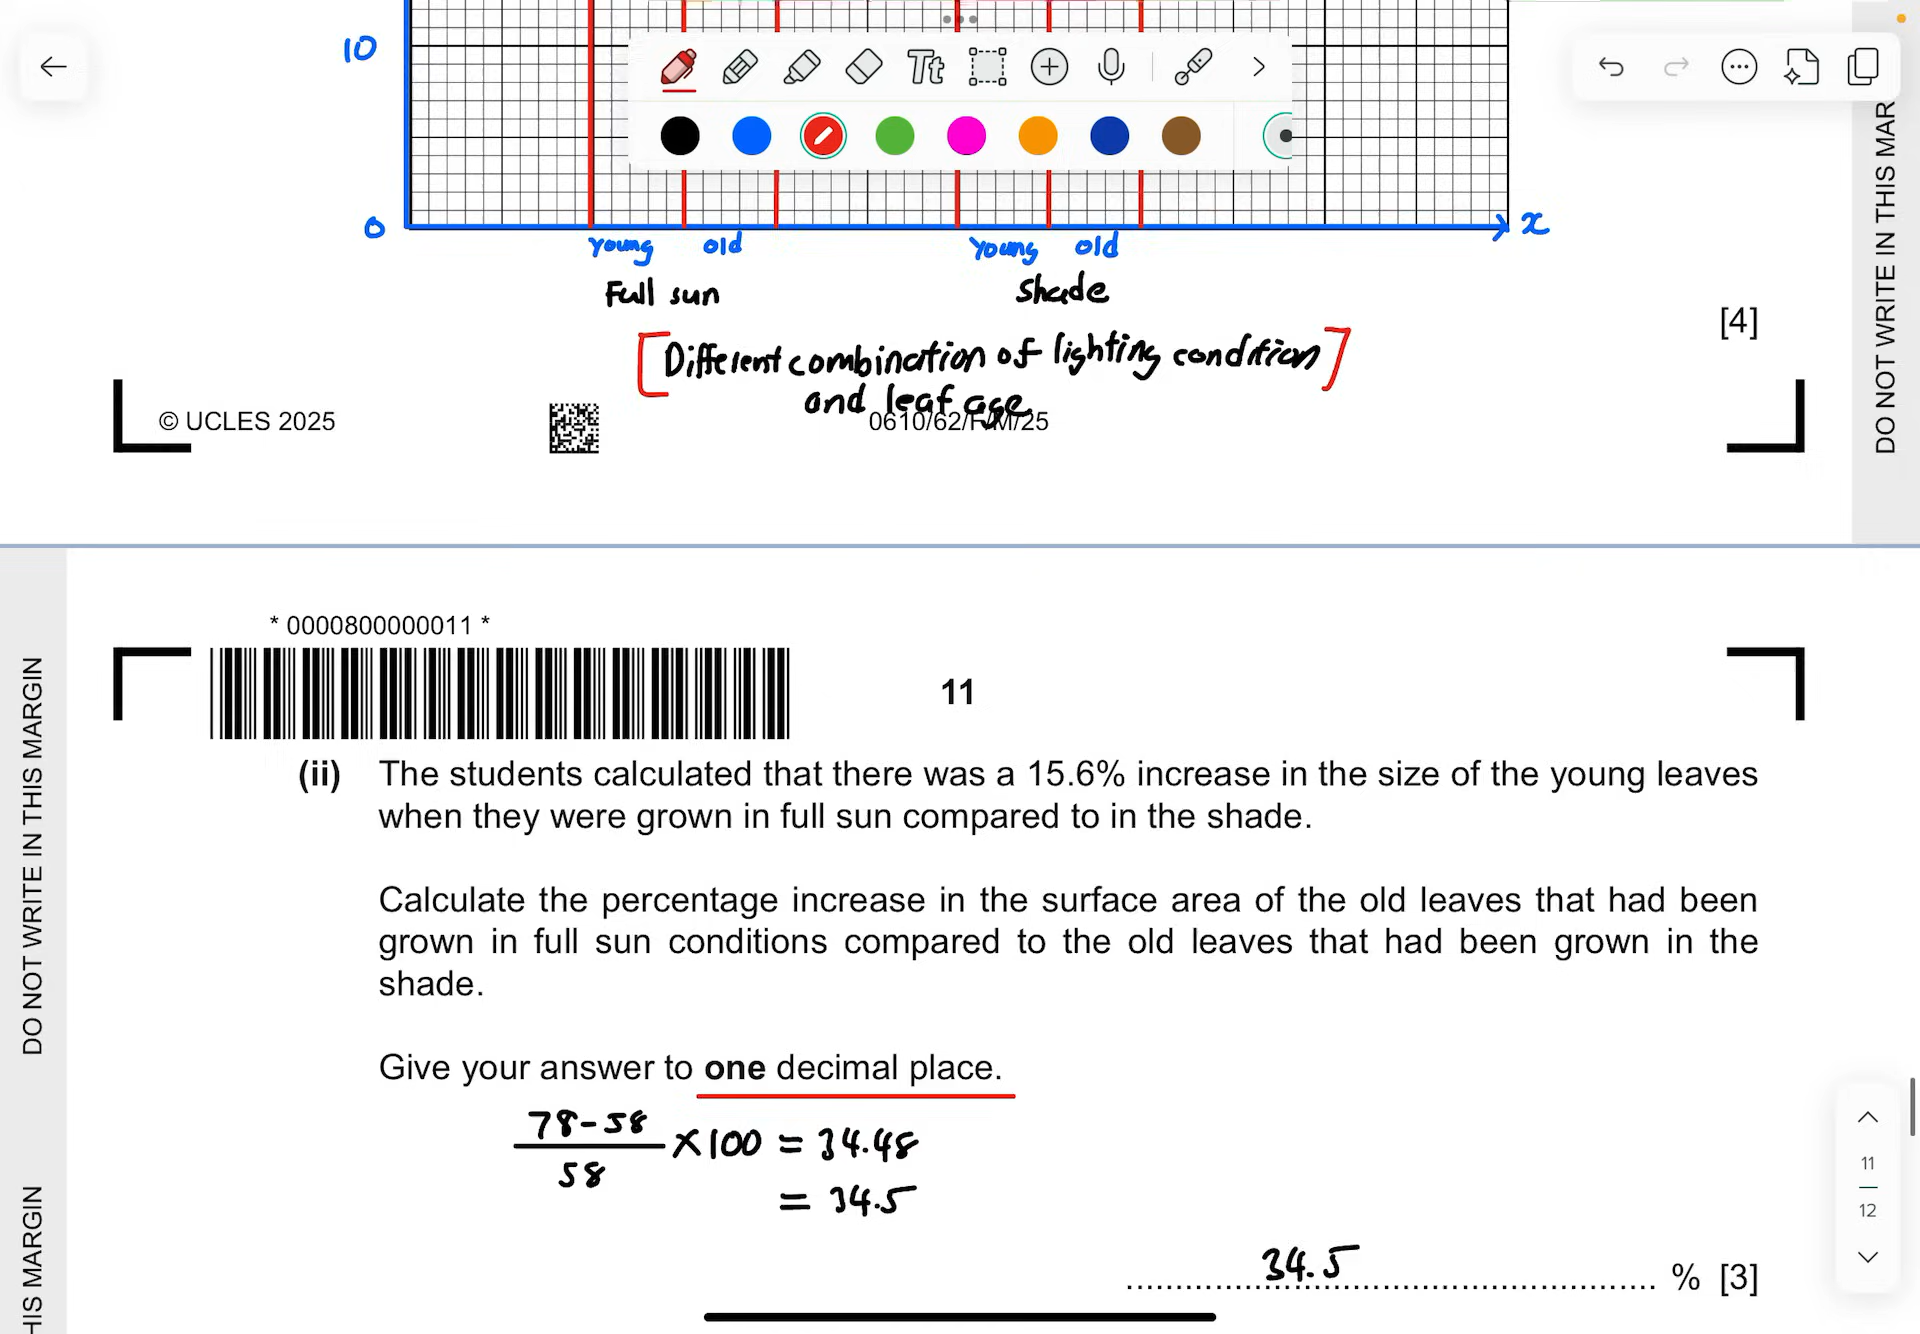 10
Tt
0
x
young old young old
Full sun Shade
[4]
[Different combination of lighting condition]
and leaf age
© UCLES 2025
0610/62/F/M/25
DO NOT WRITE IN THIS MAR
* 0000800000011 *
11
DO NOT WRITE IN THIS MARGIN
(ii) The students calculated that there was a 15.6% increase in the size of the young leaves
when they were grown in full sun compared to in the shade.
Calculate the percentage increase in the surface area of the old leaves that had been
grown in full sun conditions compared to the old leaves that had been grown in the
shade.
Give your answer to one decimal place.
78-58
58
×100 = 34.48
= 34.5
34.5
% [3]
HIS MARGIN
11
12